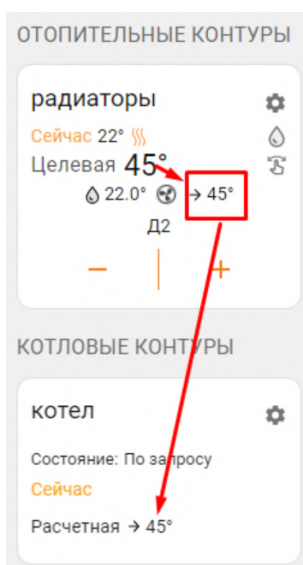 ОТОПИТЕЛЬНЫЕ КОНТУРЫ
радиаторы
Сейчас 22°
Целевая 45°
22.0° → 45°
Д2
− +
КОТЛОВЫЕ КОНТУРЫ
котел
Состояние: По запросу
Сейчас
Расчетная → 45°